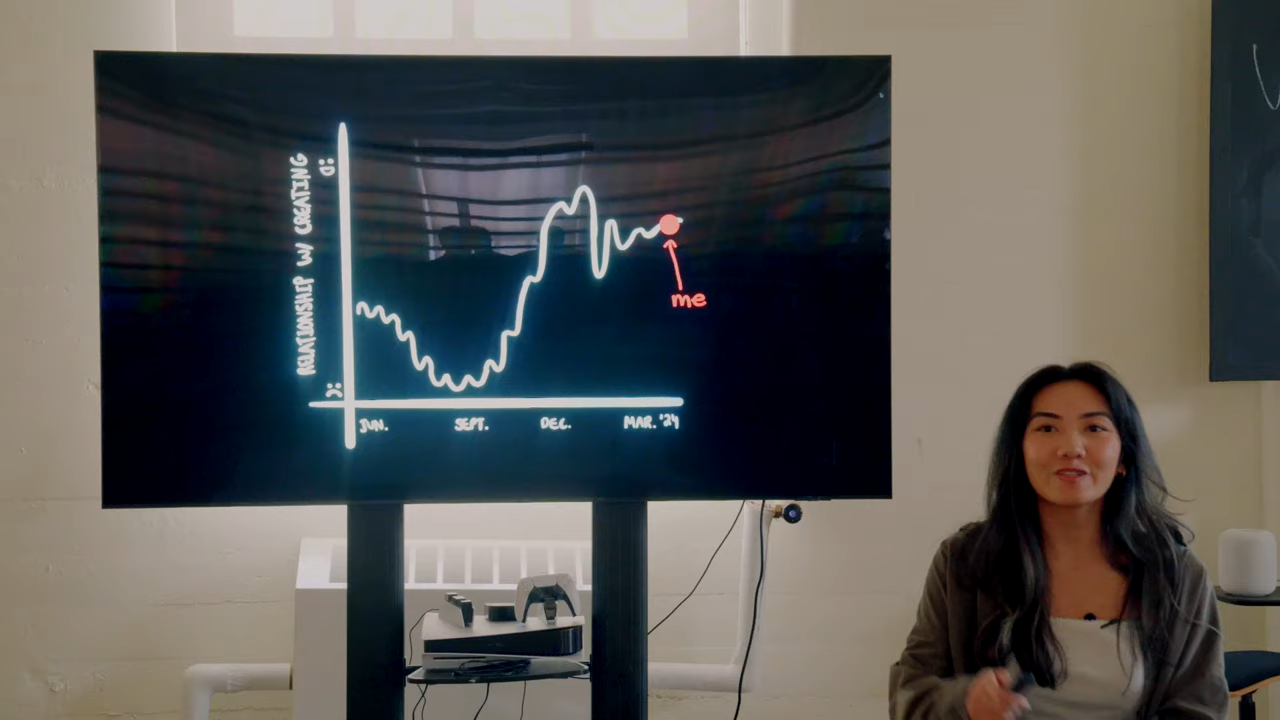 RELATIONSHIP W/ CREATING
:D
:(
me
JUN. SEPT. DEC. MAR. '24